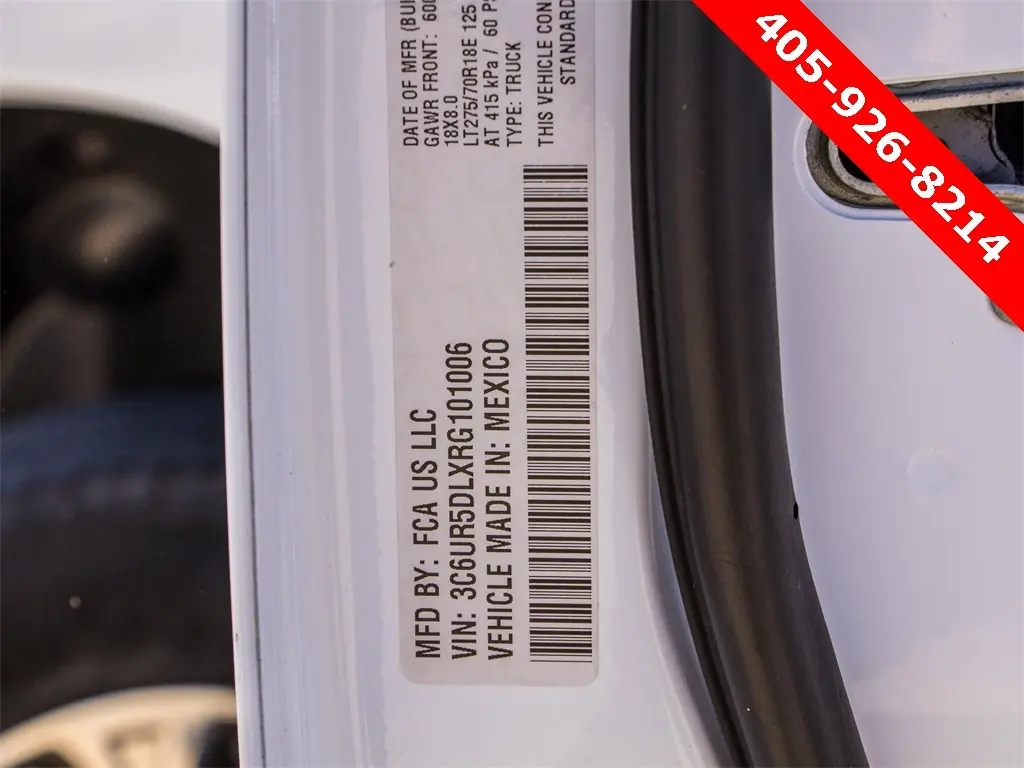 MFD BY: FCA US LLC
VIN: 3C6UR5DLXRG101006
VEHICLE MADE IN: MEXICO
DATE OF MFR
GAWR FRONT:
18X8.0
LT275/70R18E 125
AT 415 kPa / 60
TYPE: TRUCK
THIS VEHICLE
STANDARD
405-926-8214